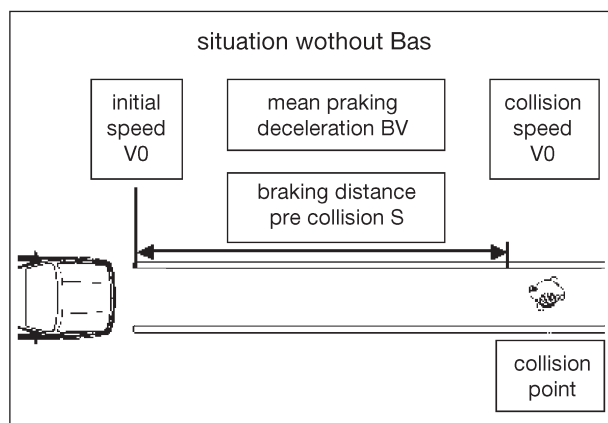 situation wothout Bas
initial
speed
V0
mean praking
deceleration BV
collision
speed
V0
braking distance
pre collision S
collision
point